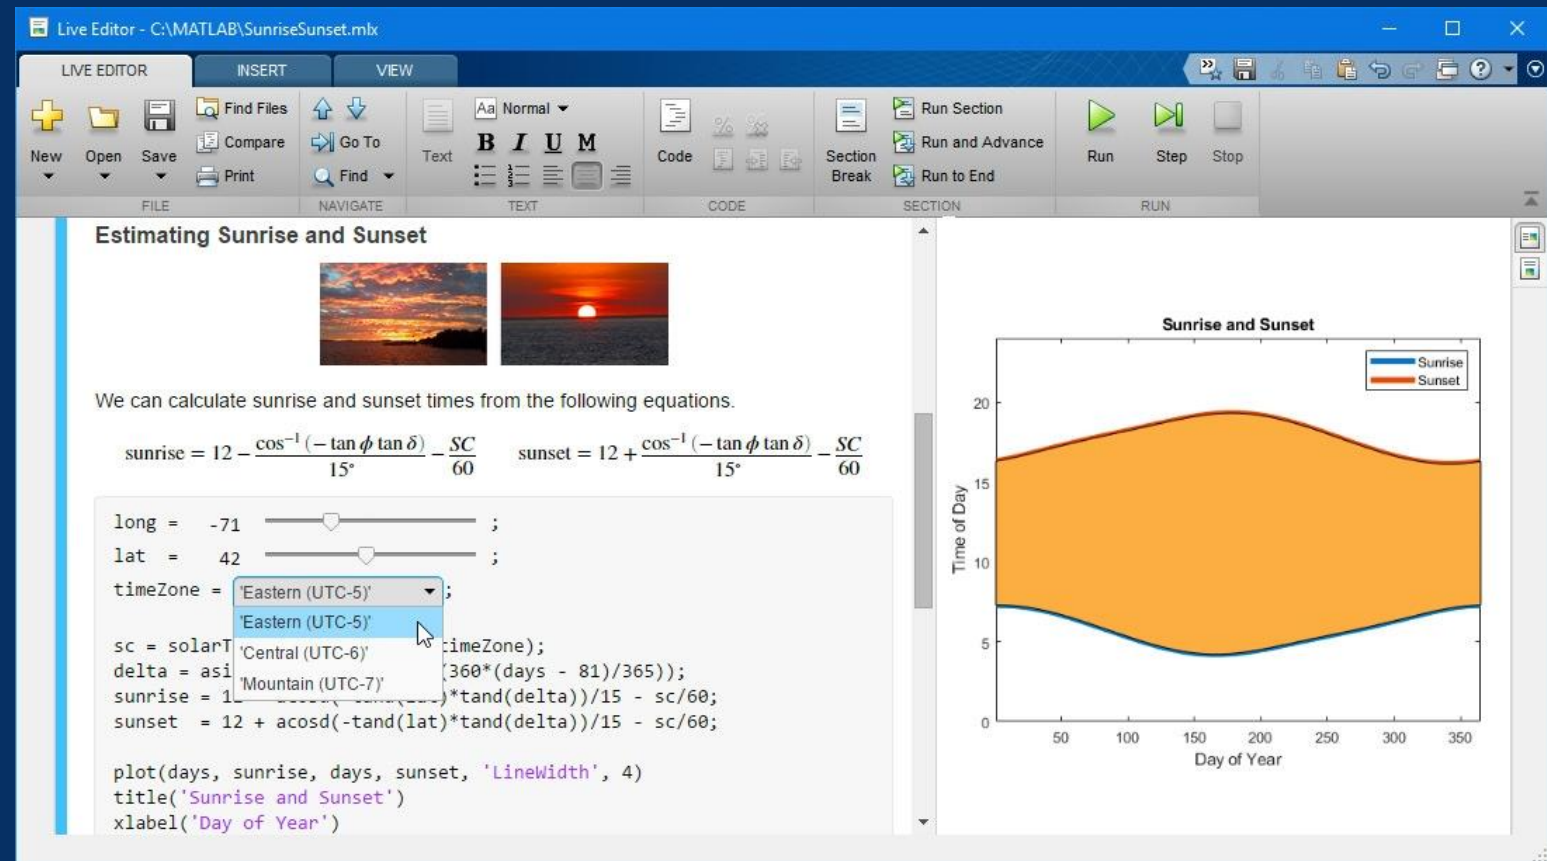 Live Editor - C:\MATLAB\SunriseSunset.mlx
LIVE EDITOR INSERT VIEW
New Open Save
Find Files
Compare
Print
Go To
Find
Text
Aa Normal
B I U M
Code
Section Break
Run Section
Run and Advance
Run to End
Run Step Stop
FILE NAVIGATE TEXT CODE SECTION RUN
Estimating Sunrise and Sunset
We can calculate sunrise and sunset times from the following equations.
sunrise = 12 − cos⁻¹ (− tan ϕ tan δ) / 15° − SC / 60 sunset = 12 + cos⁻¹ (− tan ϕ tan δ) / 15° − SC / 60
long = -71 ;
lat = 42 ;
timeZone = 'Eastern (UTC-5)' ;
'Eastern (UTC-5)'
'Central (UTC-6)'
'Mountain (UTC-7)'
sc = solarT timeZone);
delta = asi (360*(days - 81)/365));
sunrise = 1 )*tand(delta))/15 - sc/60;
sunset = 12 + acosd(-tand(lat)*tand(delta))/15 - sc/60;
plot(days, sunrise, days, sunset, 'LineWidth', 4)
title('Sunrise and Sunset')
xlabel('Day of Year')
Sunrise and Sunset
Sunrise
Sunset
Time of Day
20
15
10
5
0
50 100 150 200 250 300 350
Day of Year